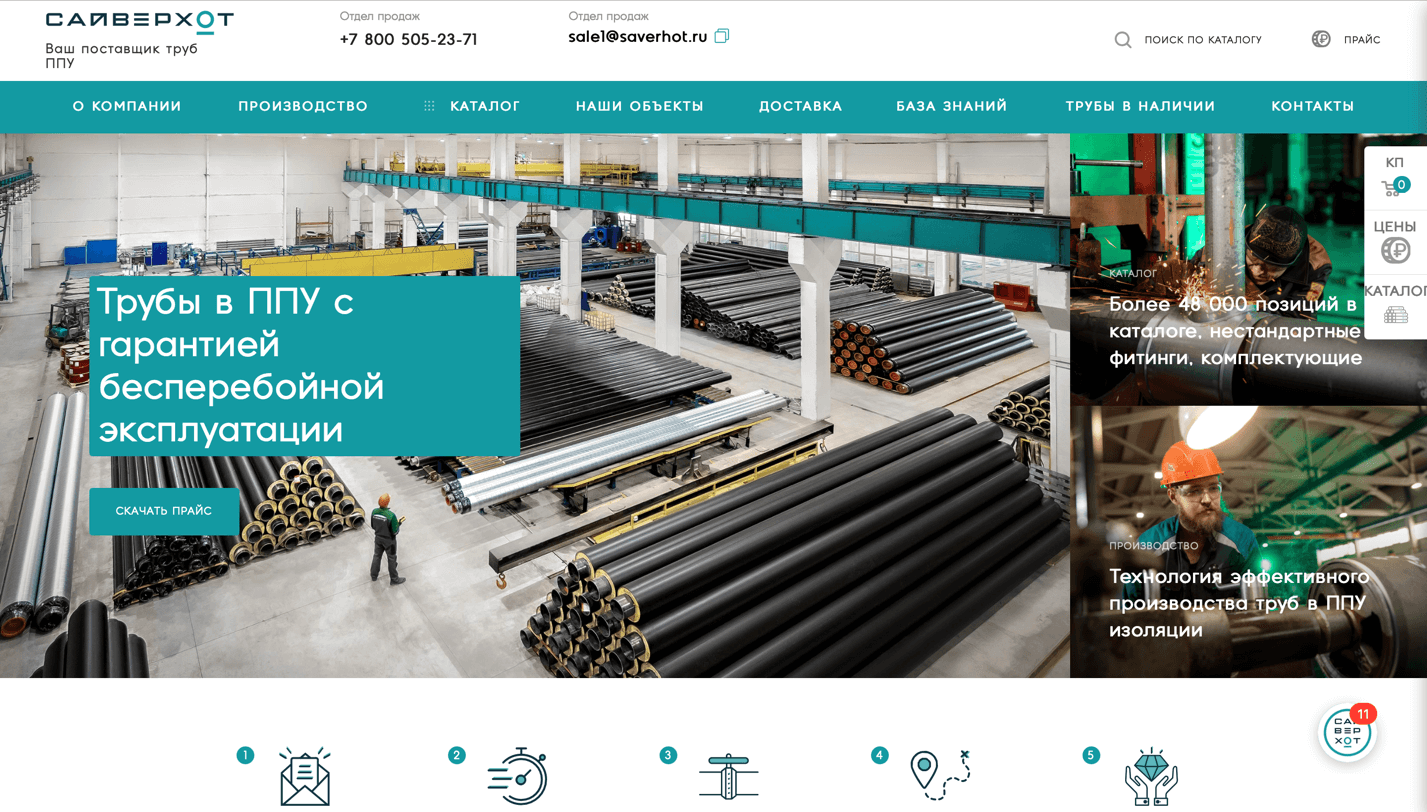 САЙВЕРХОТ
Ваш поставщик труб
ППУ
Отдел продаж
+7 800 505-23-71
Отдел продаж
sale1@saverhot.ru
ПОИСК ПО КАТАЛОГУ
ПРАЙС
О КОМПАНИИ
ПРОИЗВОДСТВО
КАТАЛОГ
НАШИ ОБЪЕКТЫ
ДОСТАВКА
БАЗА ЗНАНИЙ
ТРУБЫ В НАЛИЧИИ
КОНТАКТЫ
Трубы в ППУ с
гарантией
бесперебойной
эксплуатации
СКАЧАТЬ ПРАЙС
КАТАЛОГ
Более 48 000 позиций в
каталоге, нестандартные
фитинги, комплектующие
ПРОИЗВОДСТВО
Технология эффективного
производства труб в ППУ
изоляции
КП
0
ЦЕНЫ
КАТАЛОГ
1
2
3
4
5
11
САЙ
ВЕР
ХОТ